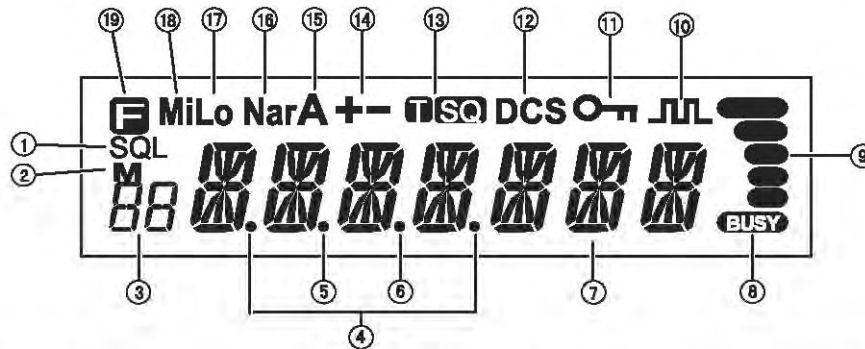 ⑲ ⑱ ⑰ ⑯ ⑮ ⑭ ⑬ ⑫ ⑪ ⑩
F MiLo NarA +− T SQ DCS
① SQL
② M
⑨
BUSY
③ ⑤ ⑥ ⑦ ⑧
④